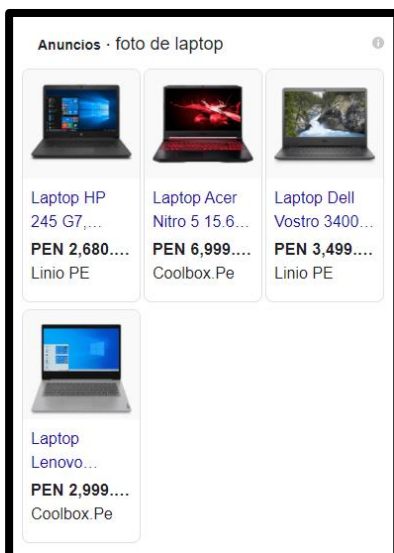 Anuncios · foto de laptop
Laptop HP
245 G7,...
PEN 2,680....
Linio PE
Laptop Acer
Nitro 5 15.6...
PEN 6,999....
Coolbox.Pe
Laptop Dell
Vostro 3400...
PEN 3,499....
Linio PE
Laptop
Lenovo...
PEN 2,999....
Coolbox.Pe